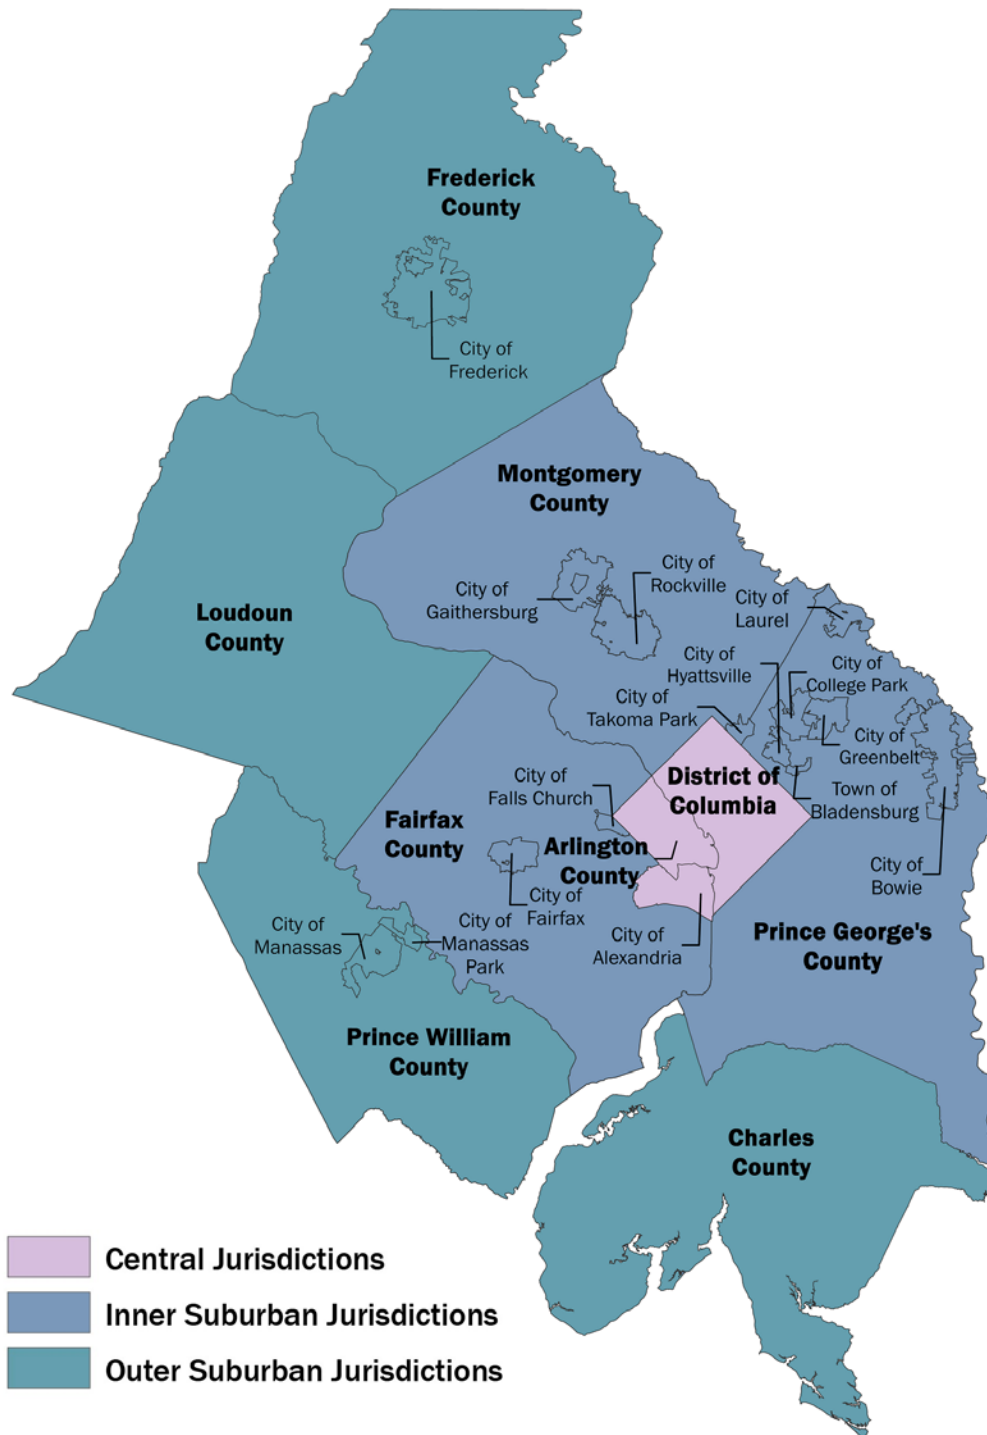 Frederick
County
City of
Frederick
Montgomery
County
City of
Rockville
City of
Gaithersburg
City of
Laurel
Loudoun
County
City of
Hyattsville
City of
College Park
City of
Takoma Park
City of
Greenbelt
District of
Columbia
City of
Falls Church
Town of
Bladensburg
Fairfax
County
Arlington
County
City of
Bowie
City of
Fairfax
City of
Manassas
City of
Manassas
Park
City of
Alexandria
Prince George's
County
Prince William
County
Charles
County
Central Jurisdictions
Inner Suburban Jurisdictions
Outer Suburban Jurisdictions